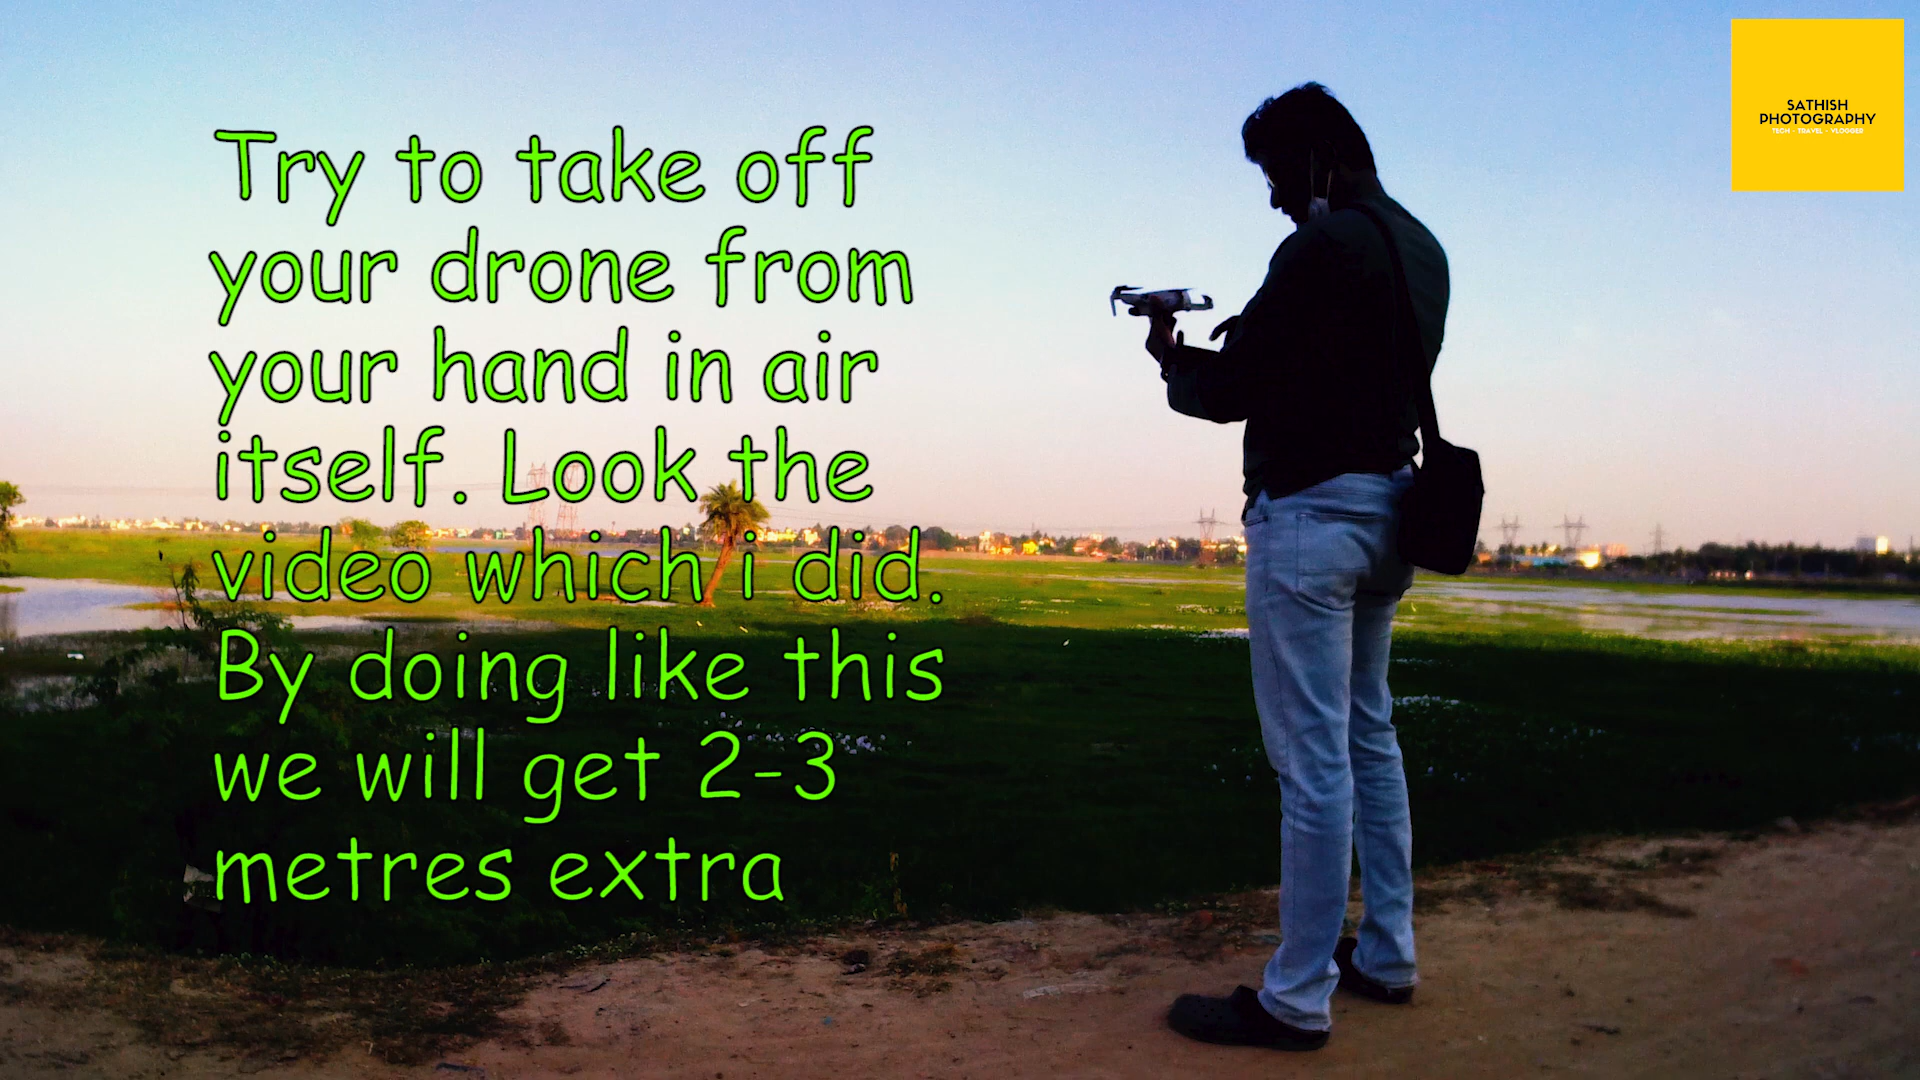 Try to take off
your drone from
your hand in air
itself. Look the
video which i did.
By doing like this
we will get 2-3
metres extra
SATHISH
PHOTOGRAPHY
TECH - TRAVEL - VLOGGER